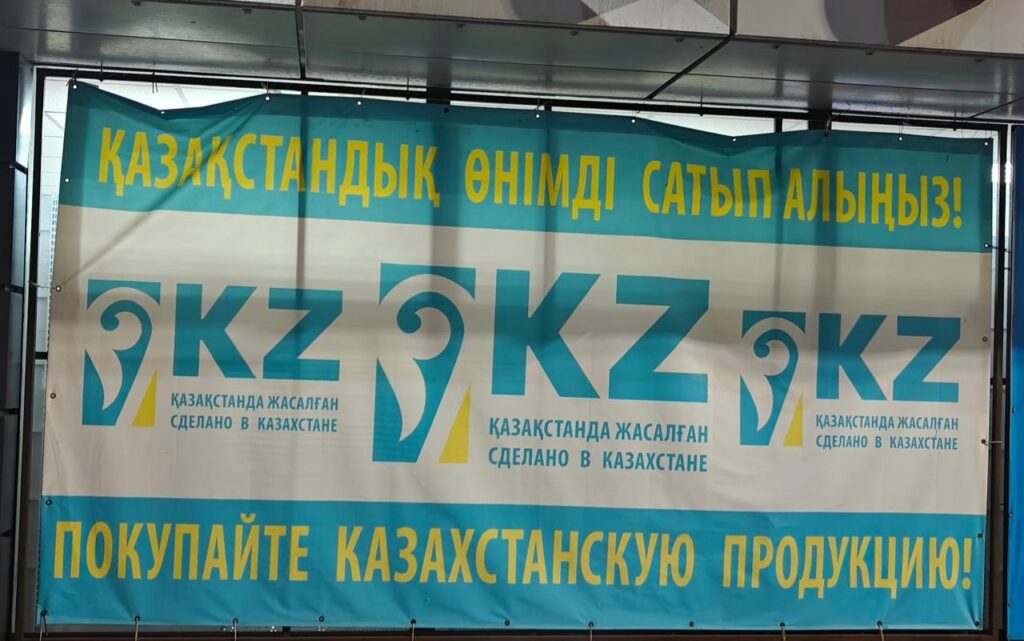 ҚАЗАҚСТАНДЫҚ ӨНІМДІ САТЫП АЛЫҢЫЗ!
KZ
ҚАЗАҚСТАНДА ЖАСАЛҒАН
СДЕЛАНО В КАЗАХСТАНЕ
KZ
ҚАЗАҚСТАНДА ЖАСАЛҒАН
СДЕЛАНО В КАЗАХСТАНЕ
KZ
ҚАЗАҚСТАНДА ЖАСАЛҒАН
СДЕЛАНО В КАЗАХСТАНЕ
ПОКУПАЙТЕ КАЗАХСТАНСКУЮ ПРОДУКЦИЮ!